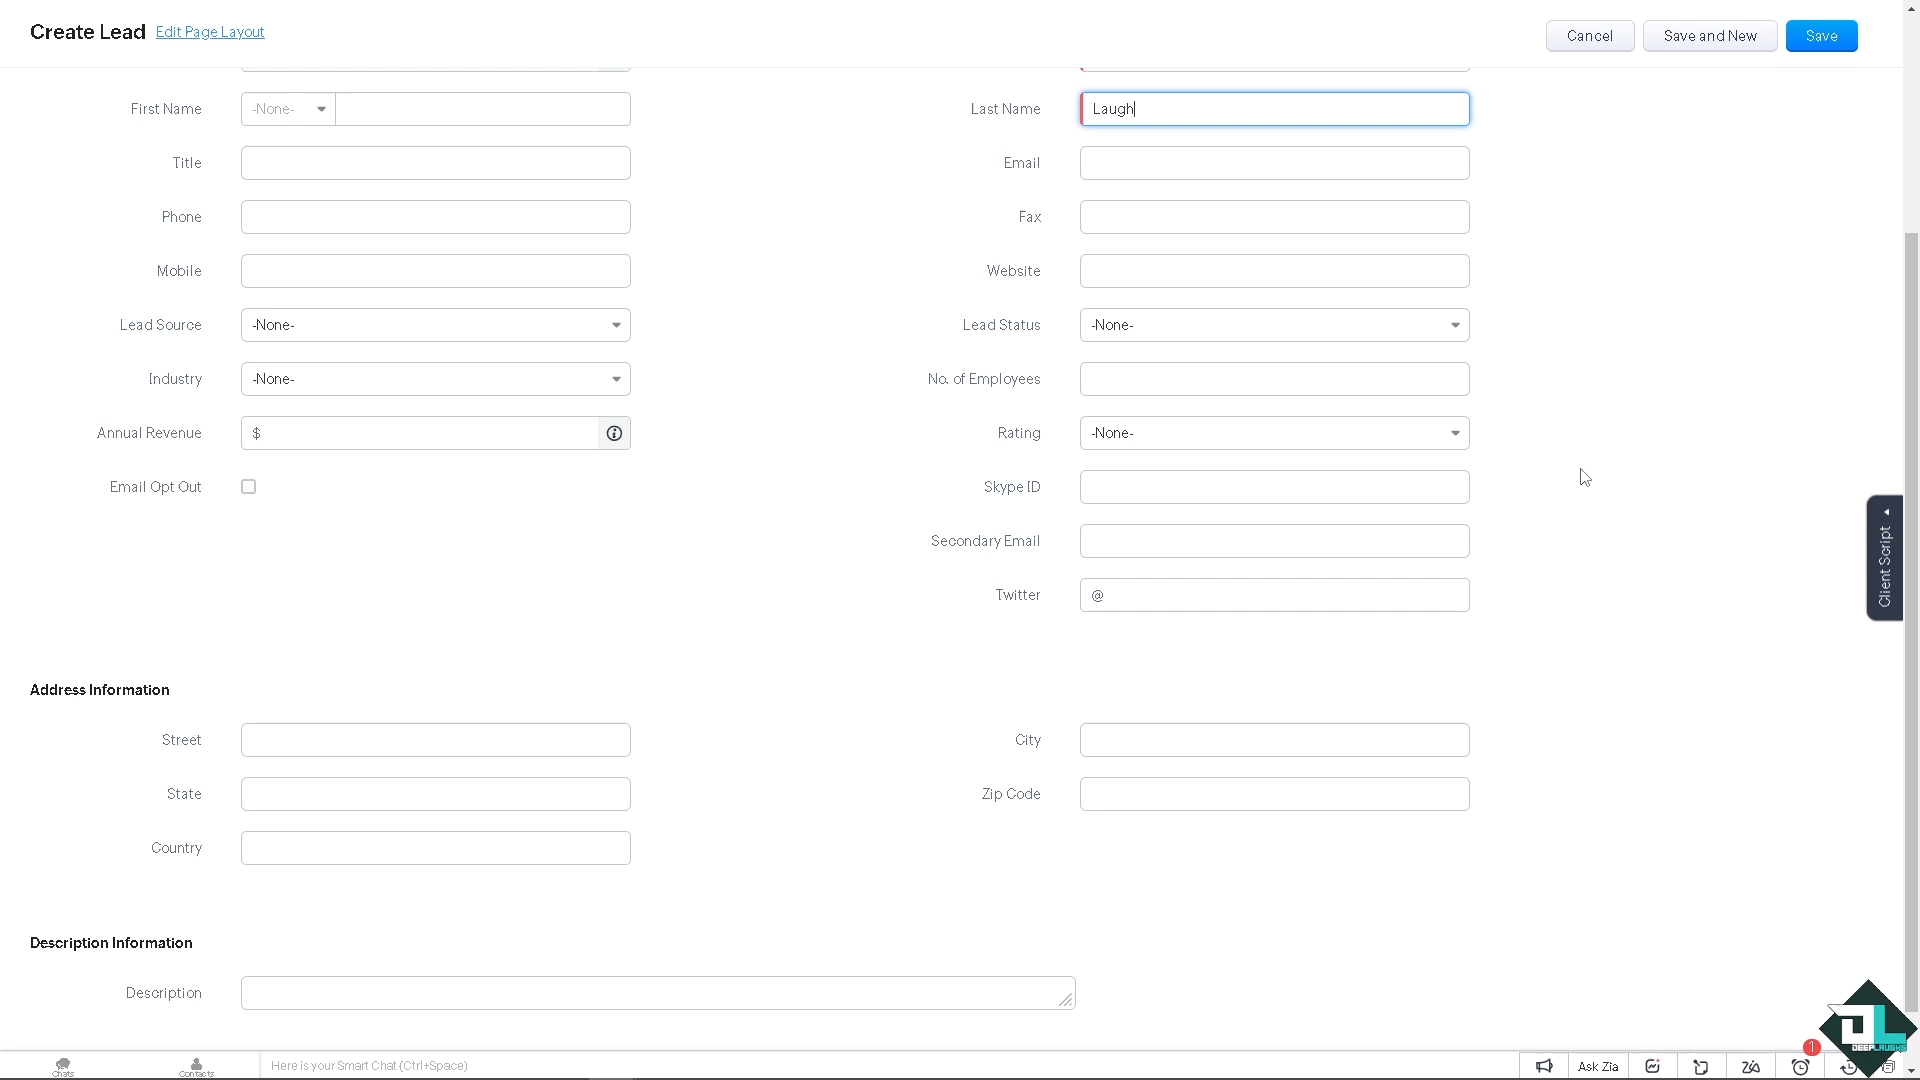 Create Lead Edit Page Layout Cancel Save and New Save
First Name -None- Last Name Laugh
Title Email
Phone Fax
Mobile Website
Lead Source -None- Lead Status -None-
Industry -None- No. of Employees
Annual Revenue $ Rating -None-
Email Opt Out Skype ID
Secondary Email
Twitter @
Client Script
Address Information
Street City
State Zip Code
Country
Description Information
Description
DEEPLAUGHS
1
Chats Contacts Here is your Smart Chat (Ctrl+Space) Ask Zia